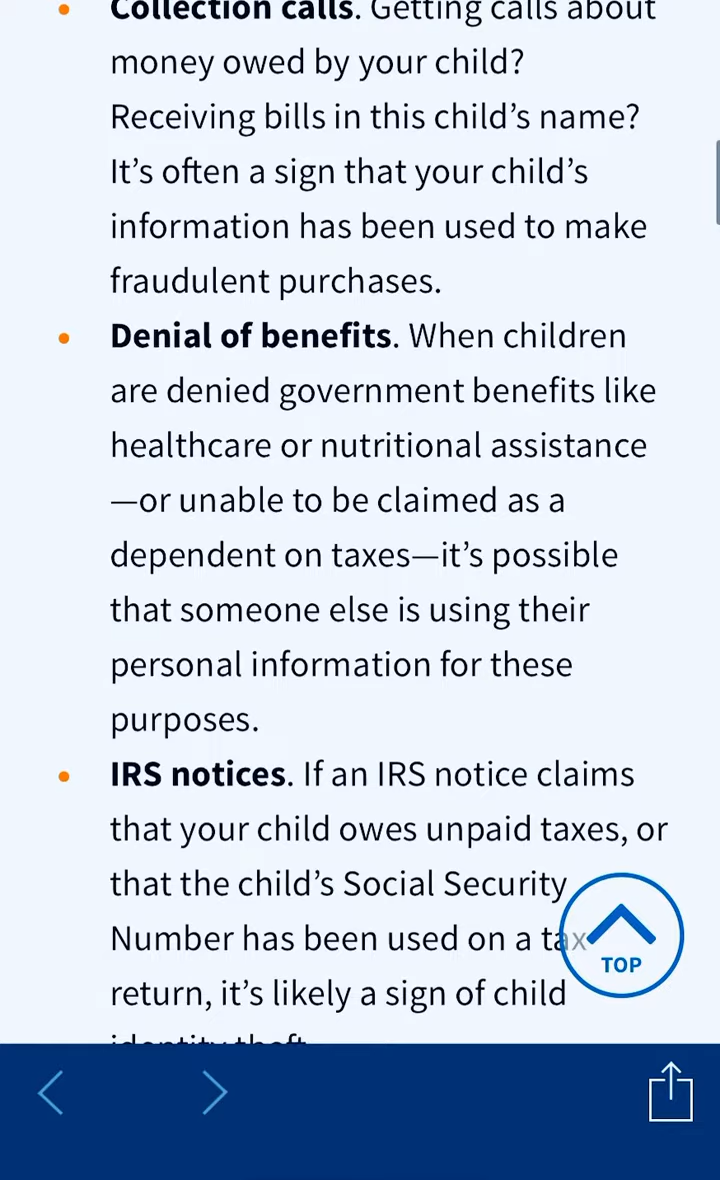 Collection calls. Getting calls about
money owed by your child?
Receiving bills in this child’s name?
It’s often a sign that your child’s
information has been used to make
fraudulent purchases.
Denial of benefits. When children
are denied government benefits like
healthcare or nutritional assistance
—or unable to be claimed as a
dependent on taxes—it’s possible
that someone else is using their
personal information for these
purposes.
IRS notices. If an IRS notice claims
that your child owes unpaid taxes, or
that the child’s Social Security
Number has been used on a tax
TOP
return, it’s likely a sign of child
identity theft.